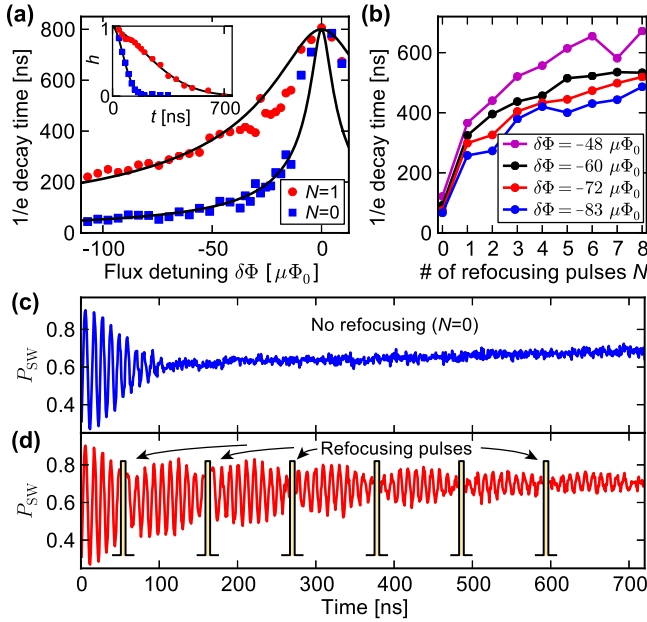 (a)
1/e decay time [ns]
800
600
400
200
0
-100
-50
0
Flux detuning δΦ [μΦ₀]
N=1
N=0
1
h
0
0
700
t [ns]
(b)
1/e decay time [ns]
600
400
200
0
0 1 2 3 4 5 6 7 8
# of refocusing pulses N
δΦ = −48 μΦ₀
δΦ = −60 μΦ₀
δΦ = −72 μΦ₀
δΦ = −83 μΦ₀
(c)
P_SW
0.8
0.6
0.4
No refocusing (N=0)
(d)
P_SW
0.8
0.6
0.4
Refocusing pulses
0 100 200 300 400 500 600 700
Time [ns]